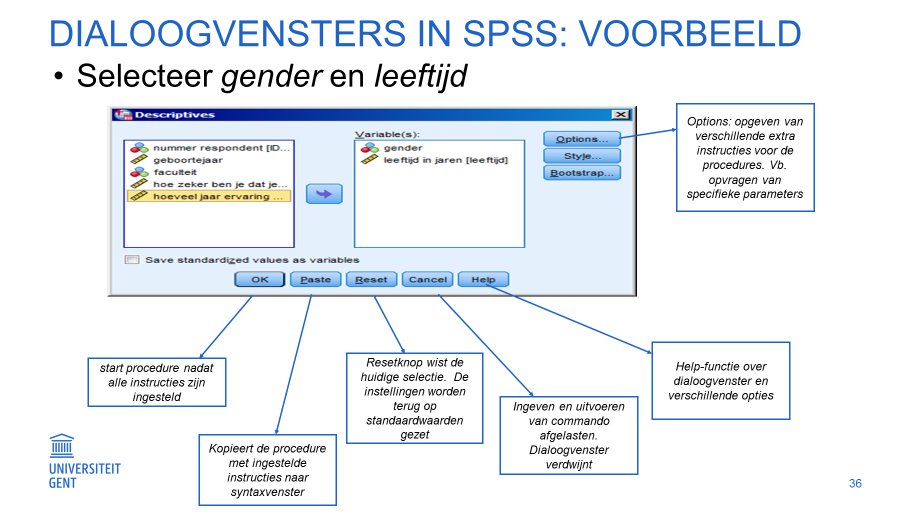 DIALOOGVENSTERS IN SPSS: VOORBEELD
• Selecteer gender en leeftijd
Descriptives
nummer respondent [ID...
geboortejaar
faculteit
hoe zeker ben je dat je...
hoeveel jaar ervaring ...
Variable(s):
gender
leeftijd in jaren [leeftijd]
Options...
Style...
Bootstrap...
Save standardized values as variables
OK
Paste
Reset
Cancel
Help
Options: opgeven van
verschillende extra
instructies voor de
procedures. Vb.
opvragen van
specifieke parameters
start procedure nadat
alle instructies zijn
ingesteld
Kopieert de procedure
met ingestelde
instructies naar
syntaxvenster
Resetknop wist de
huidige selectie. De
instellingen worden
terug op
standaardwaarden
gezet
Ingeven en uitvoeren
van commando
afgelasten.
Dialoogvenster
verdwijnt
Help-functie over
dialoogvenster en
verschillende opties
UNIVERSITEIT
GENT
36